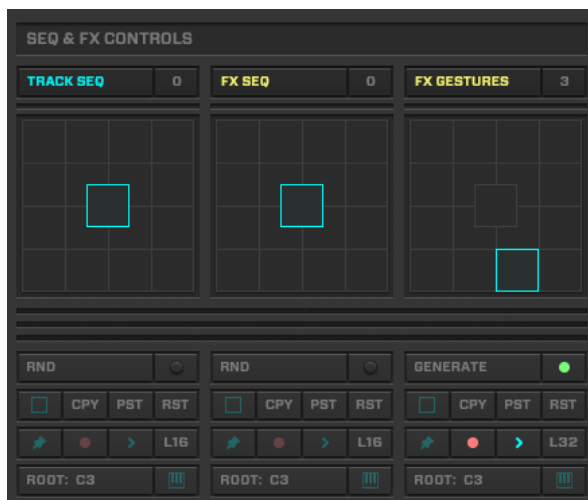 SEQ & FX CONTROLS
TRACK SEQ 0 FX SEQ 0 FX GESTURES 3
RND RND GENERATE
CPY PST RST CPY PST RST CPY PST RST
L16 L16 L32
ROOT: C3 ROOT: C3 ROOT: C3